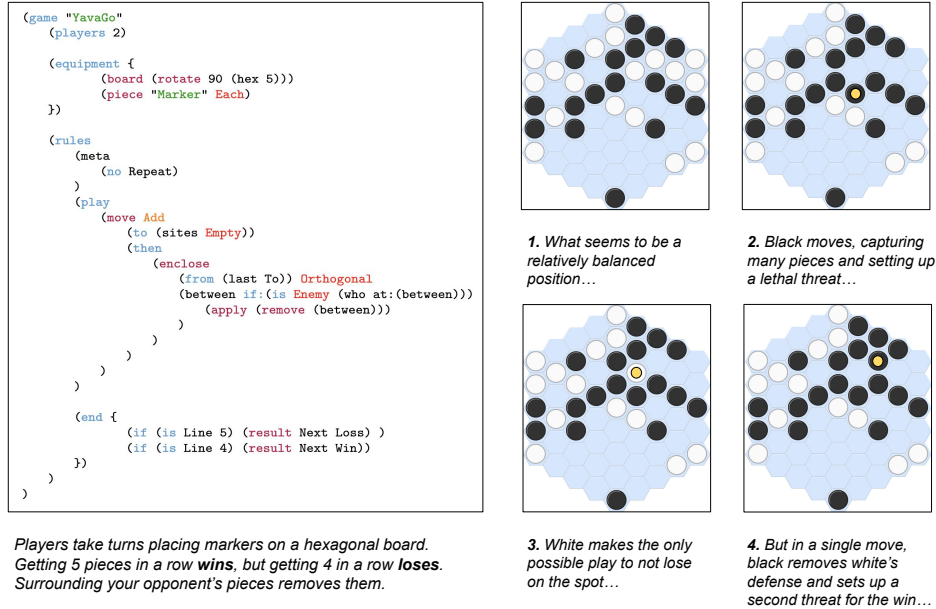 (game "YavaGo"
(players 2)
(equipment {
(board (rotate 90 (hex 5)))
(piece "Marker" Each)
})
(rules
(meta
(no Repeat)
)
(play
(move Add
(to (sites Empty))
(then
(enclose
(from (last To)) Orthogonal
(between if:(is Enemy (who at:(between)))
(apply (remove (between)))
)
)
)
)
)
(end {
(if (is Line 5) (result Next Loss) )
(if (is Line 4) (result Next Win))
})
)
)
Players take turns placing markers on a hexagonal board.
Getting 5 pieces in a row wins, but getting 4 in a row loses.
Surrounding your opponent's pieces removes them.
1. What seems to be a
relatively balanced
position…
2. Black moves, capturing
many pieces and setting up
a lethal threat…
3. White makes the only
possible play to not lose
on the spot…
4. But in a single move,
black removes white's
defense and sets up a
second threat for the win…